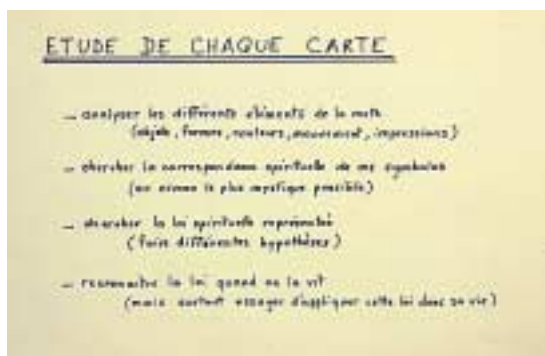 ETUDE DE CHAQUE CARTE
- analyser les différents éléments de la
(objets, formes, couleurs, mouvement, impressions)
- chercher la correspondance spirituelle de ces symboles
(au niveau le plus mystique possible)
- chercher la loi spirituelle représentée
(faire différentes hypothèses)
- reconnaître la loi quand on la vit
(mais surtout essayer d'appliquer cette loi dans sa vie)